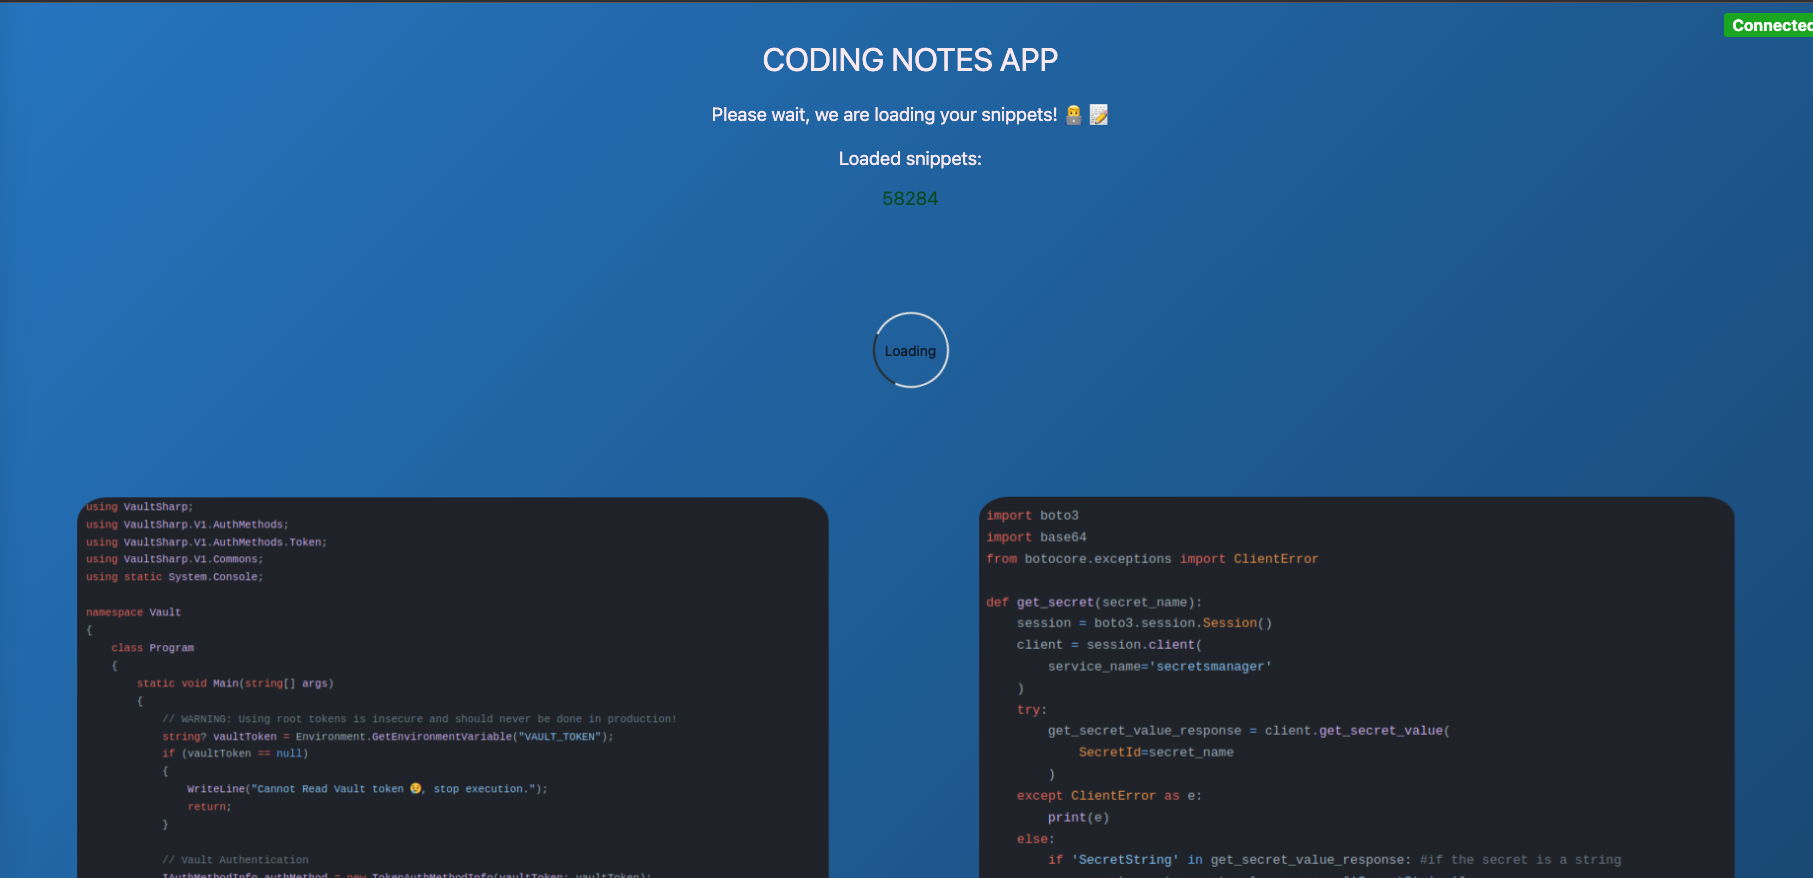 Connected
CODING NOTES APP
Please wait, we are loading your snippets! 👨‍💻 📝
Loaded snippets:
58284
Loading
using VaultSharp;
using VaultSharp.V1.AuthMethods;
using VaultSharp.V1.AuthMethods.Token;
using VaultSharp.V1.Commons;
using static System.Console;
namespace Vault
{
class Program
{
static void Main(string[] args)
{
// WARNING: Using root tokens is insecure and should never be done in production!
string? vaultToken = Environment.GetEnvironmentVariable("VAULT_TOKEN");
if (vaultToken == null)
{
WriteLine("Cannot Read Vault token 😢, stop execution.");
return;
}
// Vault Authentication
IAuthMethodInfo authMethod = new TokenAuthMethodInfo(vaultToken: vaultToken);
import boto3
import base64
from botocore.exceptions import ClientError
def get_secret(secret_name):
session = boto3.session.Session()
client = session.client(
service_name='secretsmanager'
)
try:
get_secret_value_response = client.get_secret_value(
SecretId=secret_name
)
except ClientError as e:
print(e)
else:
if 'SecretString' in get_secret_value_response: #if the secret is a string